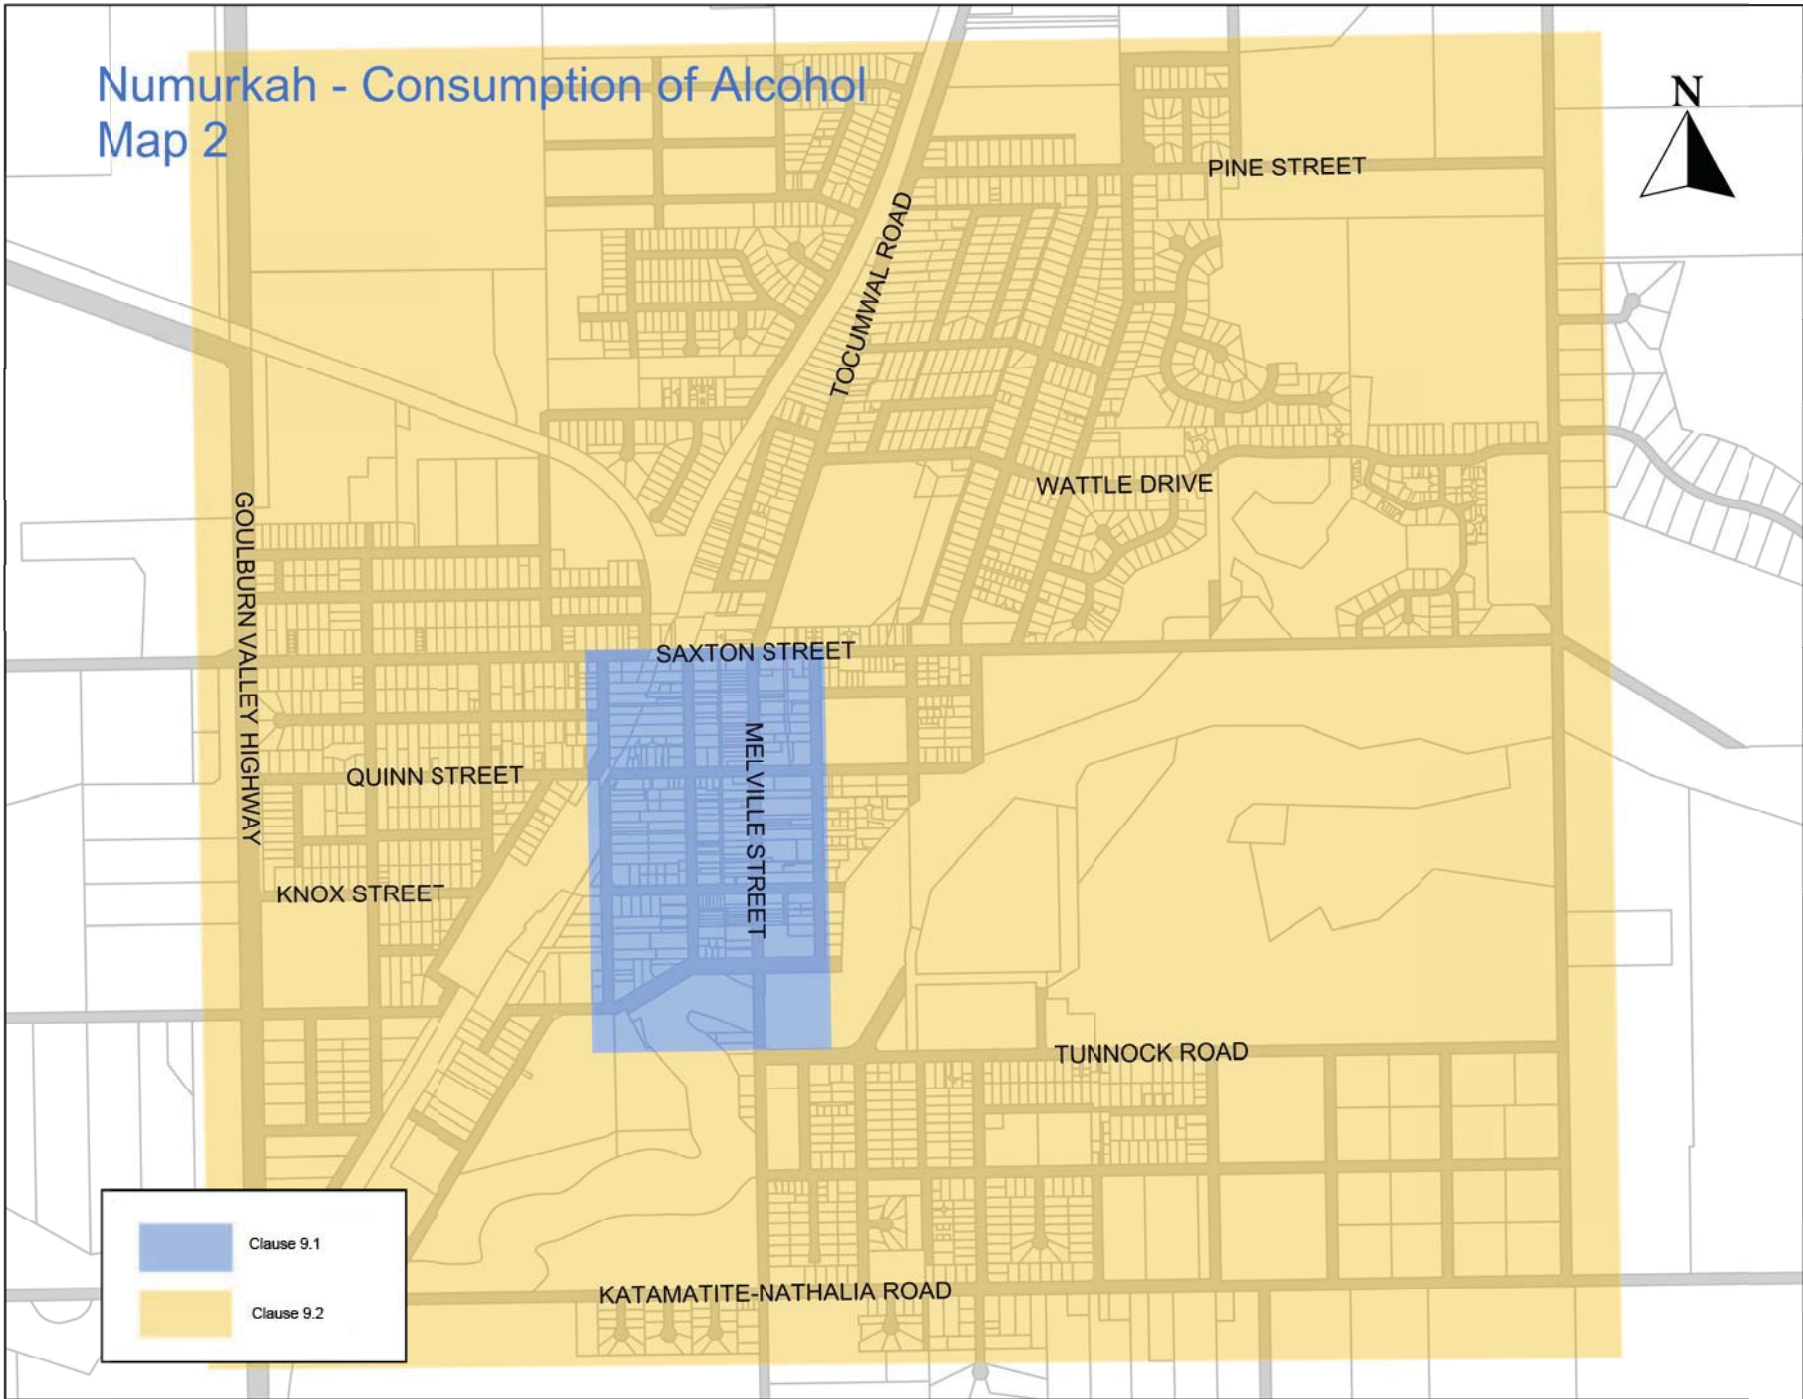 Numurkah - Consumption of Alcohol
Map 2
N
PINE STREET
TOCUMWAL ROAD
WATTLE DRIVE
GOULBURN VALLEY HIGHWAY
SAXTON STREET
MELVILLE STREET
QUINN STREET
KNOX STREET
TUNNOCK ROAD
KATAMATITE-NATHALIA ROAD
Clause 9.1
Clause 9.2